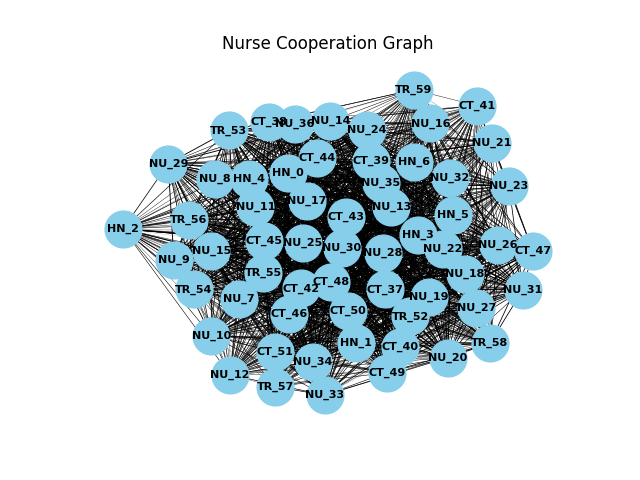 Nurse Cooperation Graph
TR_59
CT_41
CT_38
NU_36
NU_14
NU_16
TR_53
NU_24
NU_21
CT_44
CT_39
HN_6
NU_29
HN_0
NU_8
HN_4
NU_32
NU_35
NU_23
NU_17
NU_11
NU_13
HN_5
CT_43
TR_56
HN_2
HN_3
CT_45
NU_25
NU_26
NU_30
NU_22
CT_47
NU_15
NU_28
NU_9
TR_55
NU_18
CT_48
TR_54
CT_42
CT_37
NU_31
NU_19
NU_7
NU_27
CT_50
CT_46
TR_52
NU_10
HN_1
TR_58
CT_40
CT_51
NU_20
NU_34
CT_49
NU_12
TR_57
NU_33